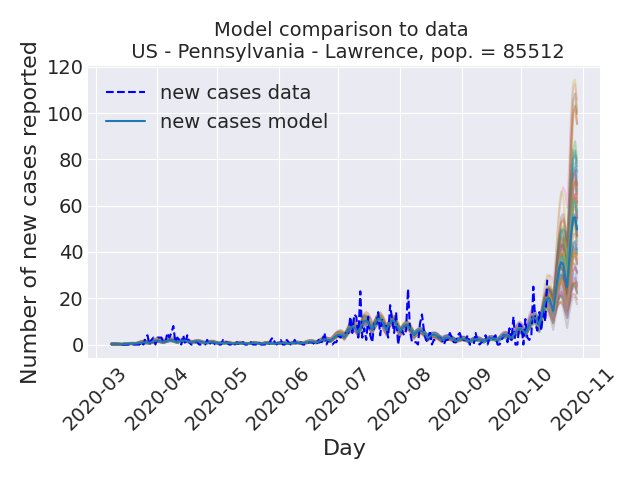 Model comparison to data
US - Pennsylvania - Lawrence, pop. = 85512
Number of new cases reported
120
100
80
60
40
20
0
new cases data
new cases model
2020-03
2020-04
2020-05
2020-06
2020-07
2020-08
2020-09
2020-10
2020-11
Day